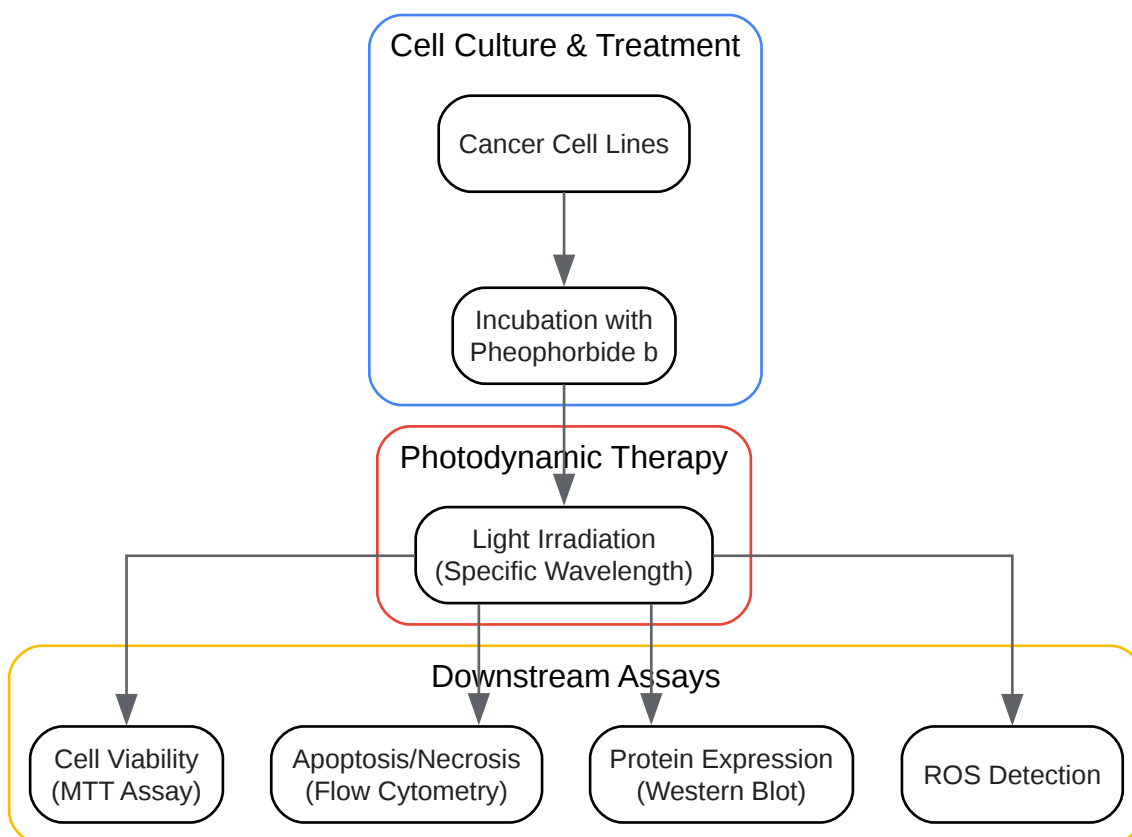 Cell Culture & Treatment
Cancer Cell Lines
Incubation with
Pheophorbide b
Photodynamic Therapy
Light Irradiation
(Specific Wavelength)
Downstream Assays
Cell Viability
(MTT Assay)
Apoptosis/Necrosis
(Flow Cytometry)
Protein Expression
(Western Blot)
ROS Detection